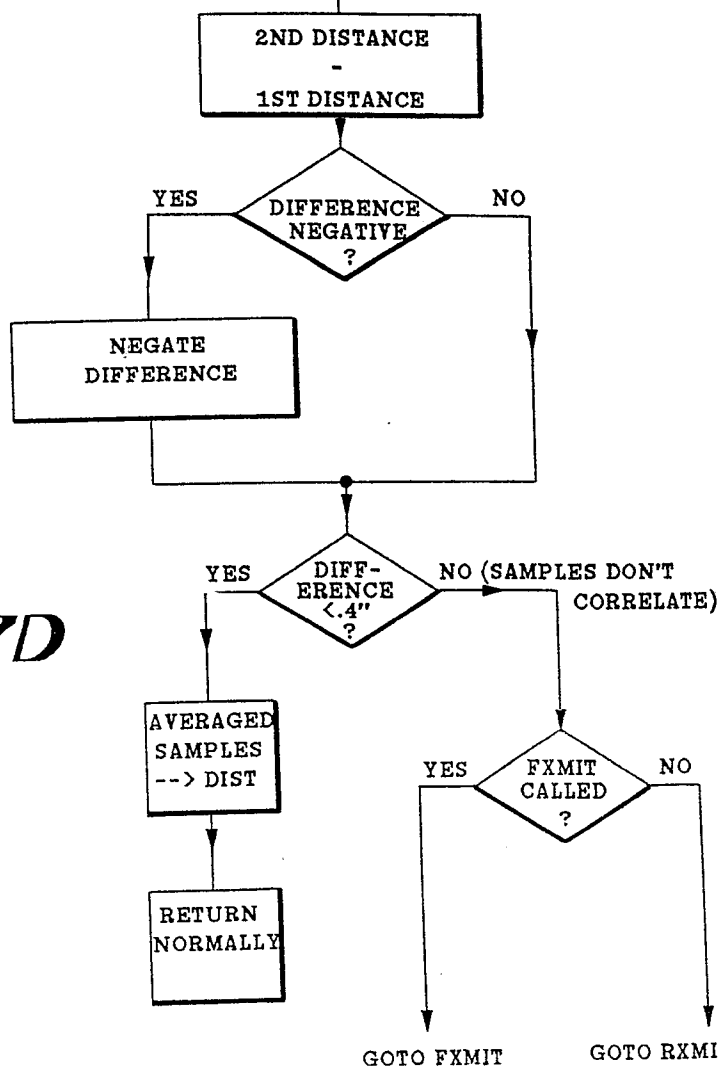 2ND DISTANCE
-
1ST DISTANCE
YES
NO
DIFFERENCE
NEGATIVE
?
NEGATE
DIFFERENCE
YES
DIFF-
ERENCE
<.4"
?
NO (SAMPLES DON'T
CORRELATE)
7D
AVERAGED
SAMPLES
--> DIST
YES
FXMIT
CALLED
?
NO
RETURN
NORMALLY
GOTO FXMIT
GOTO RXMI